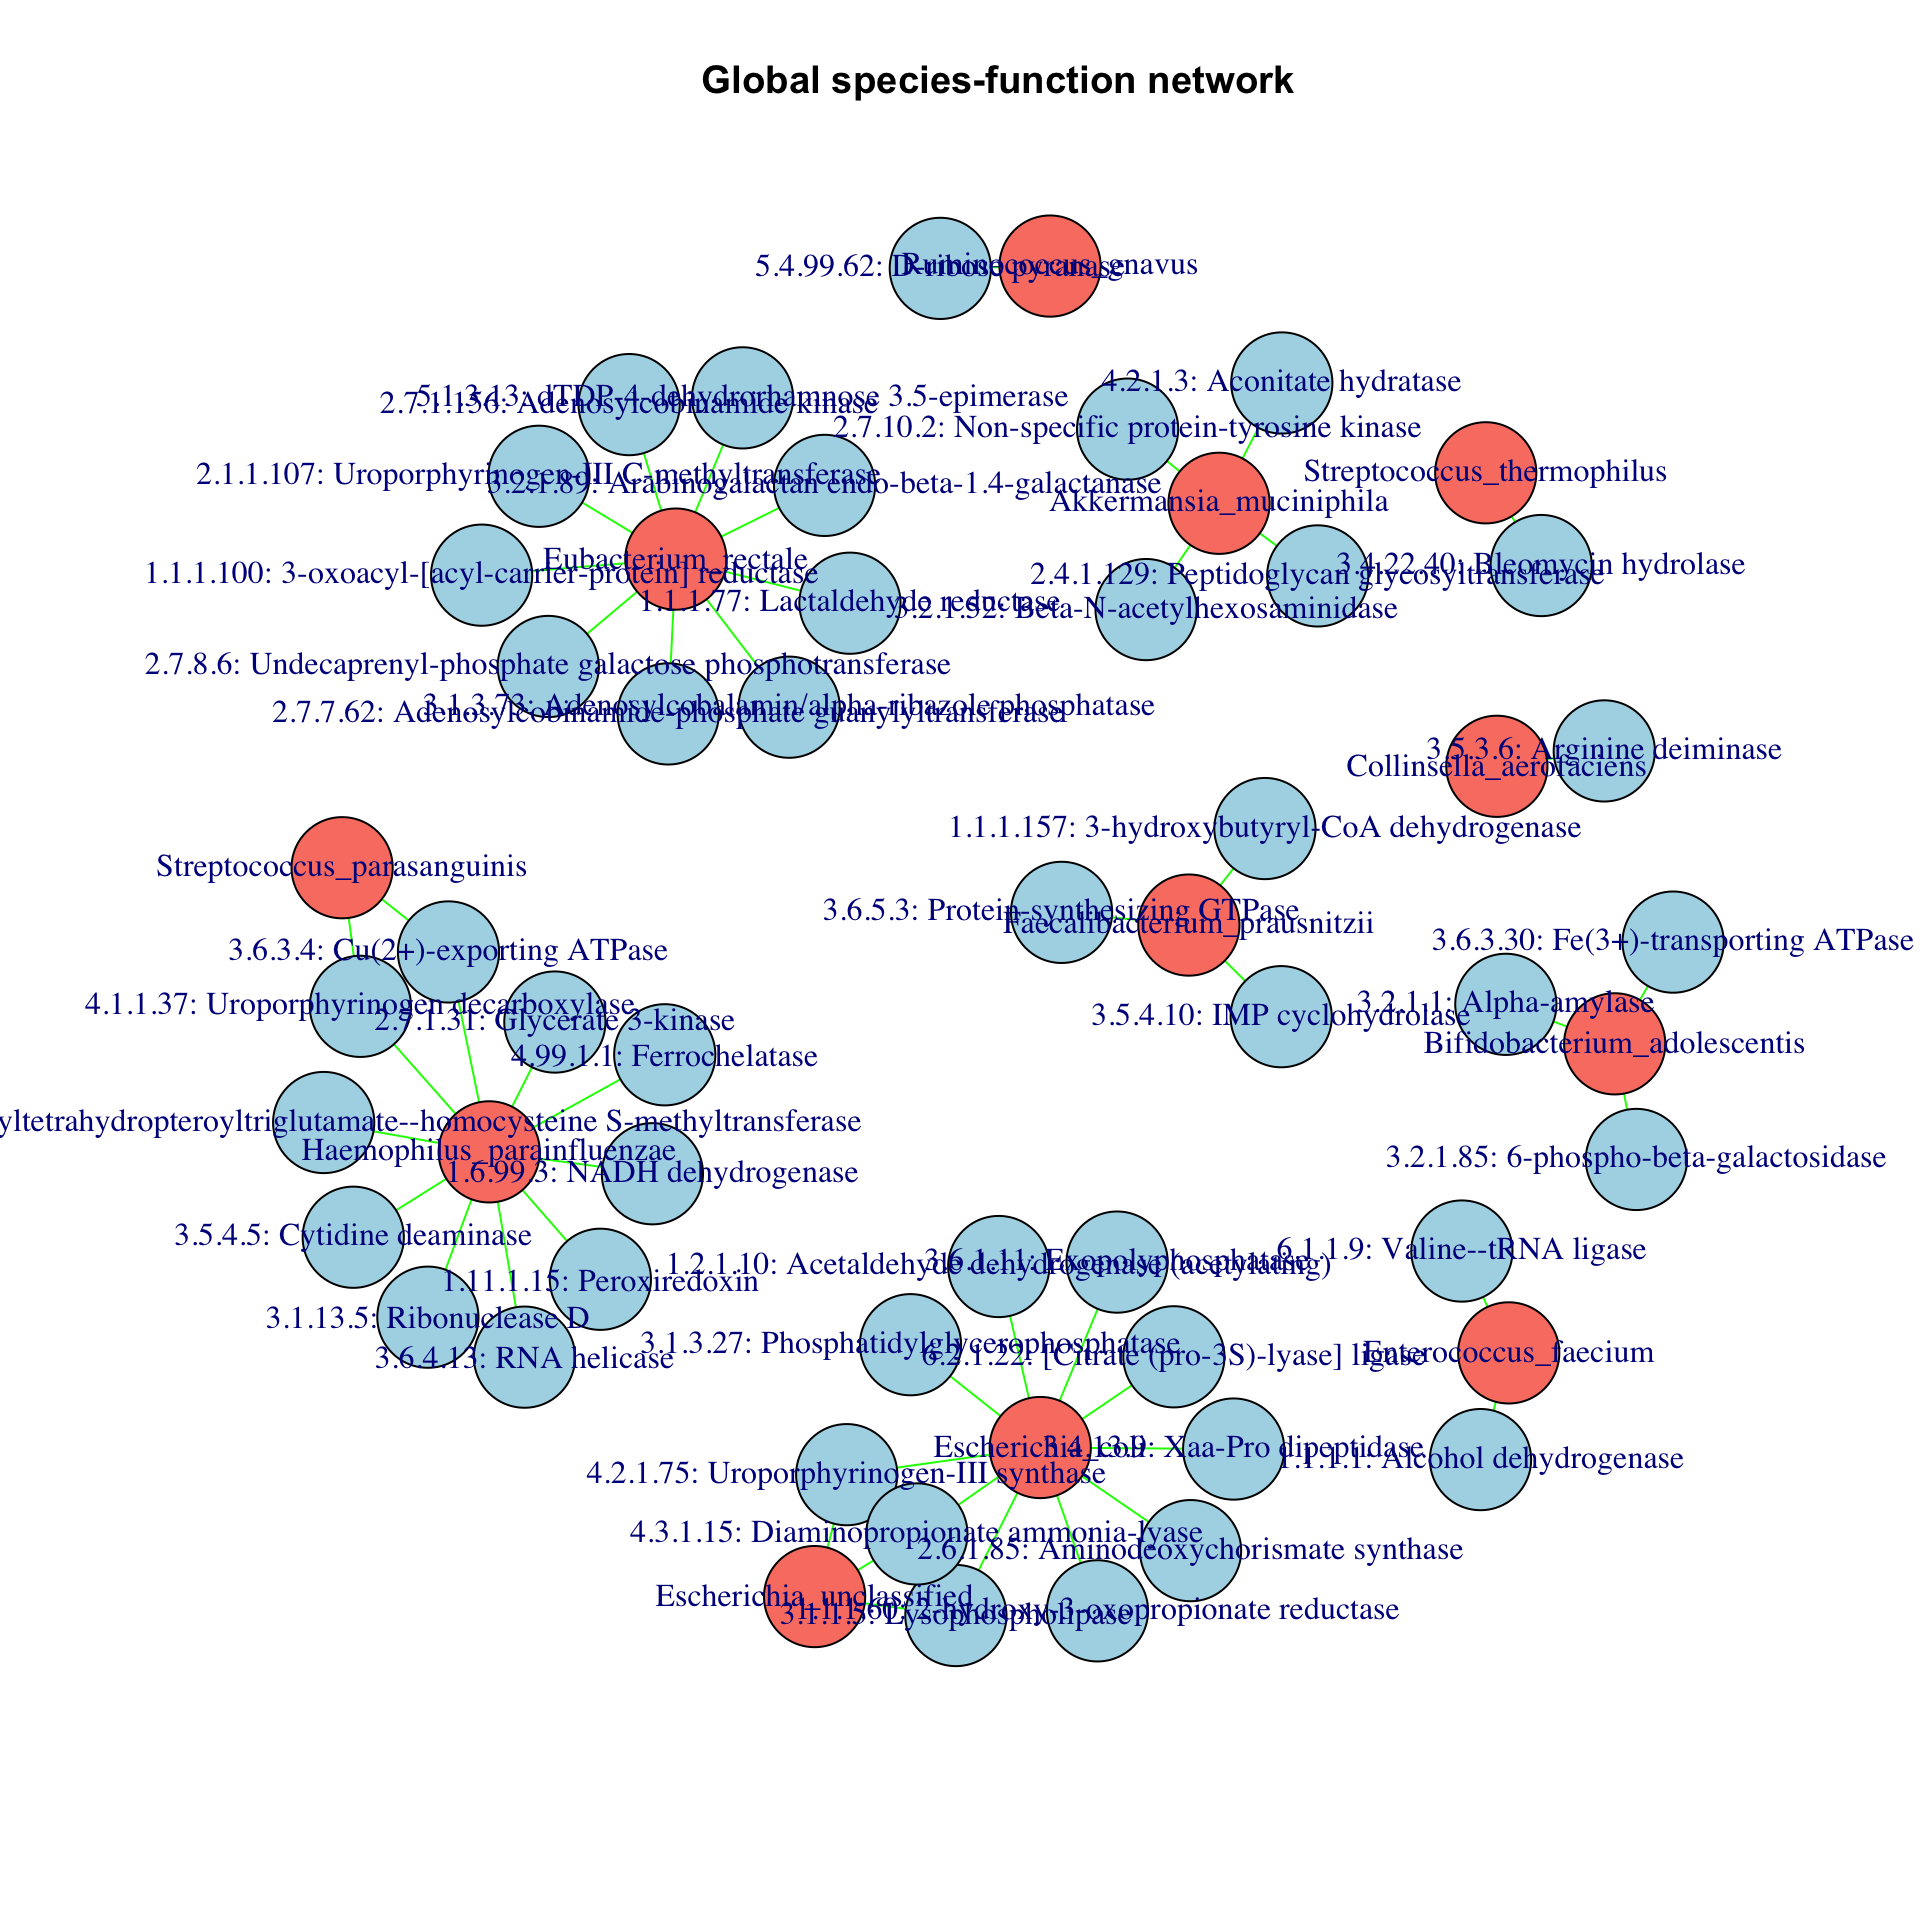 Global species-function network
5.4.99.62: D-ribose pyranase
Ruminococcus_gnavus
4.2.1.3: Aconitate hydratase
5.1.3.13: dTDP-4-dehydrorhamnose 3.5-epimerase
2.7.1.156: Adenosylcobinamide kinase
2.7.10.2: Non-specific protein-tyrosine kinase
Streptococcus_thermophilus
2.1.1.107: Uroporphyrinogen-III C-methyltransferase
3.2.1.89: Arabinogalactan endo-beta-1.4-galactanase
Akkermansia_muciniphila
Eubacterium_rectale
3.4.22.40: Bleomycin hydrolase
1.1.1.100: 3-oxoacyl-[acyl-carrier-protein] reductase
2.4.1.129: Peptidoglycan glycosyltransferase
1.1.1.77: Lactaldehyde reductase
3.2.1.52: Beta-N-acetylhexosaminidase
2.7.8.6: Undecaprenyl-phosphate galactose phosphotransferase
3.1.3.73: Adenosylcobalamin/alpha-ribazole phosphatase
2.7.7.62: Adenosylcobinamide-phosphate guanylyltransferase
3.5.3.6: Arginine deiminase
Collinsella_aerofaciens
1.1.1.157: 3-hydroxybutyryl-CoA dehydrogenase
Streptococcus_parasanguinis
3.6.5.3: Protein-synthesizing GTPase
Faecalibacterium_prausnitzii
3.6.3.30: Fe(3+)-transporting ATPase
3.6.3.4: Cu(2+)-exporting ATPase
4.1.1.37: Uroporphyrinogen decarboxylase
3.2.1.1: Alpha-amylase
3.5.4.10: IMP cyclohydrolase
2.7.1.31: Glycerate 3-kinase
Bifidobacterium_adolescentis
4.99.1.1: Ferrochelatase
yltetrahydropteroyltriglutamate--homocysteine S-methyltransferase
Haemophilus_parainfluenzae
3.2.1.85: 6-phospho-beta-galactosidase
1.6.99.3: NADH dehydrogenase
3.5.4.5: Cytidine deaminase
6.1.1.9: Valine--tRNA ligase
3.6.1.11: Exopolyphosphatase
1.2.1.10: Acetaldehyde dehydrogenase (acetylating)
1.11.1.15: Peroxiredoxin
3.1.13.5: Ribonuclease D
3.1.3.27: Phosphatidylglycerophosphatase
Enterococcus_faecium
6.2.1.22: [Citrate (pro-3S)-lyase] ligase
3.6.4.13: RNA helicase
Escherichia_coli
3.4.13.9: Xaa-Pro dipeptidase
1.1.1.1: Alcohol dehydrogenase
4.2.1.75: Uroporphyrinogen-III synthase
4.3.1.15: Diaminopropionate ammonia-lyase
2.6.1.85: Aminodeoxychorismate synthase
Escherichia_unclassified
1.1.1.60: 2-hydroxy-3-oxopropionate reductase
3.1.1.5: Lysophospholipase